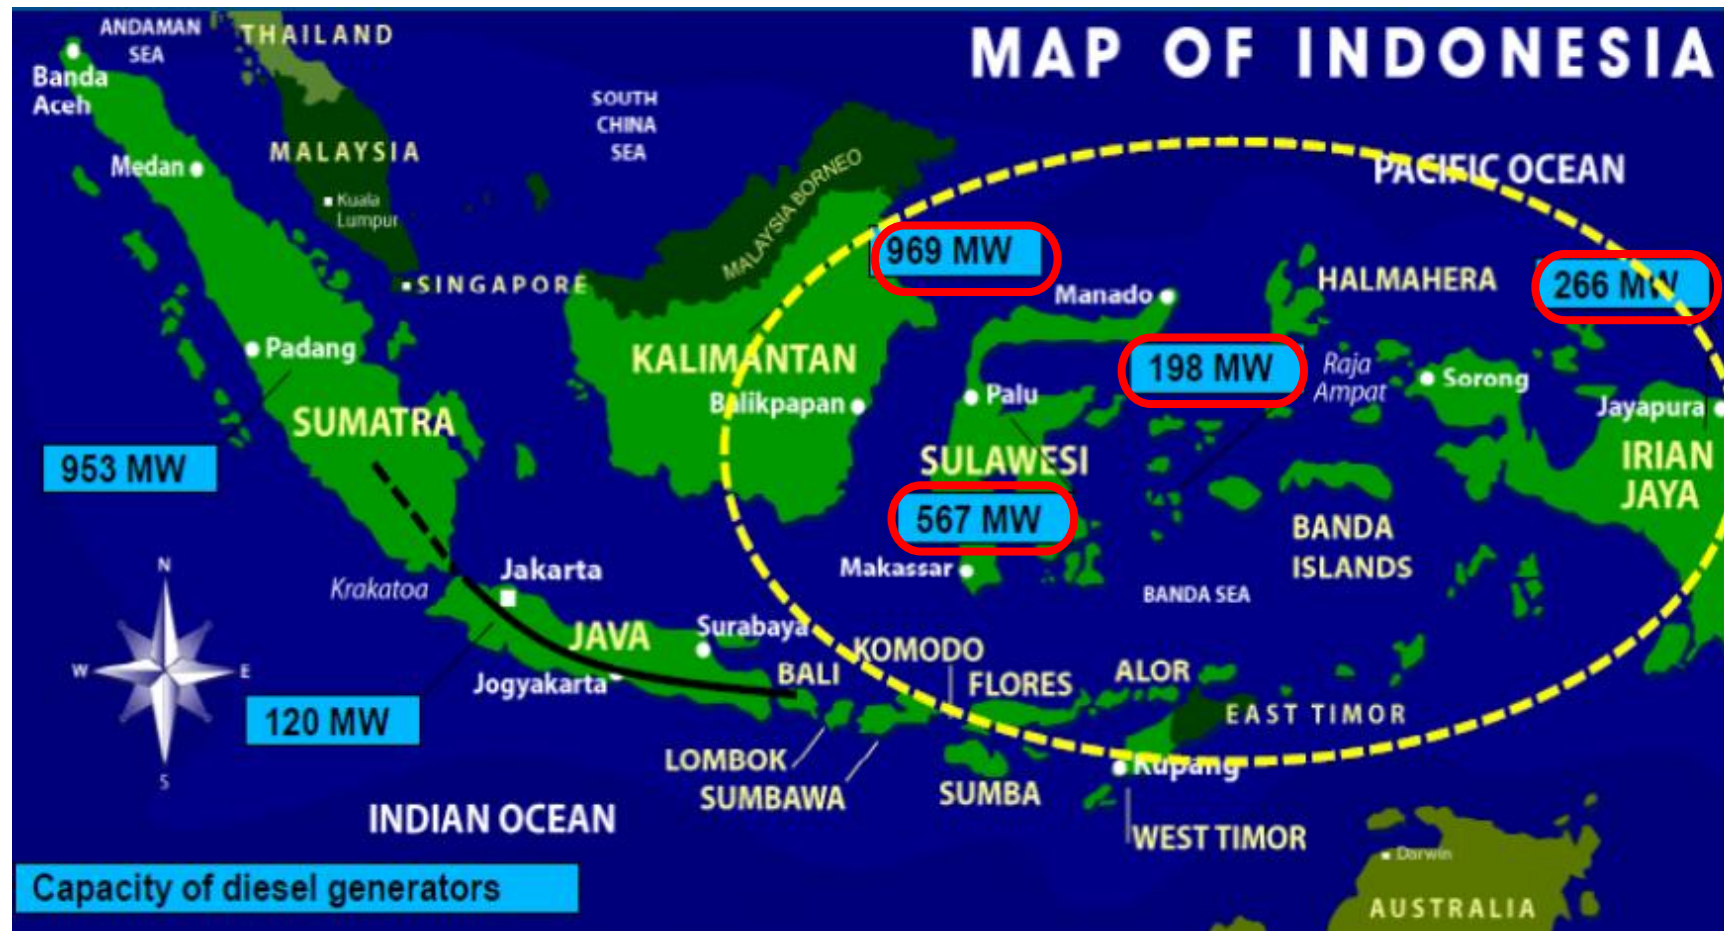 ANDAMAN
SEA
THAILAND
MAP OF INDONESIA
Banda
Aceh
SOUTH
CHINA
SEA
MALAYSIA
Medan
PACIFIC OCEAN
MALAYSIA BORNEO
Kuala
Lumpur
969 MW
SINGAPORE
HALMAHERA
266 MW
Manado
Padang
KALIMANTAN
198 MW
Raja
Ampat
Sorong
Balikpapan
Palu
Jayapura
SUMATRA
953 MW
SULAWESI
IRIAN
JAYA
567 MW
BANDA
ISLANDS
Makassar
N
Jakarta
Krakatoa
BANDA SEA
JAVA
Surabaya
KOMODO
W
E
Jogyakarta
BALI
FLORES
ALOR
120 MW
EAST TIMOR
S
LOMBOK
Kupang
SUMBAWA
SUMBA
INDIAN OCEAN
WEST TIMOR
Darwin
Capacity of diesel generators
AUSTRALIA